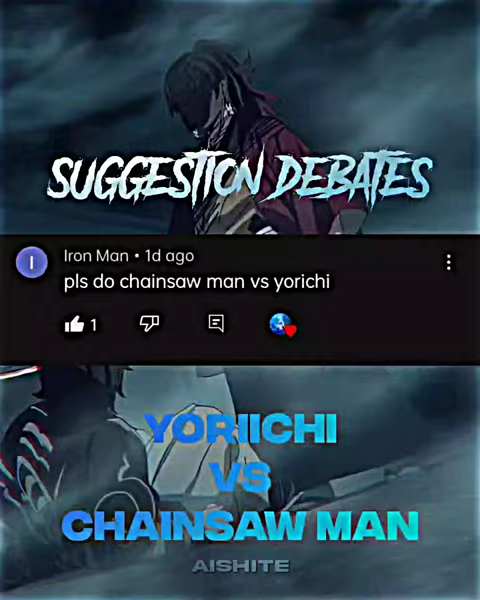 SUGGESTION DEBATES
I
Iron Man • 1d ago
pls do chainsaw man vs yorichi
1
YORIICHI
VS
CHAINSAW MAN
AISHITE